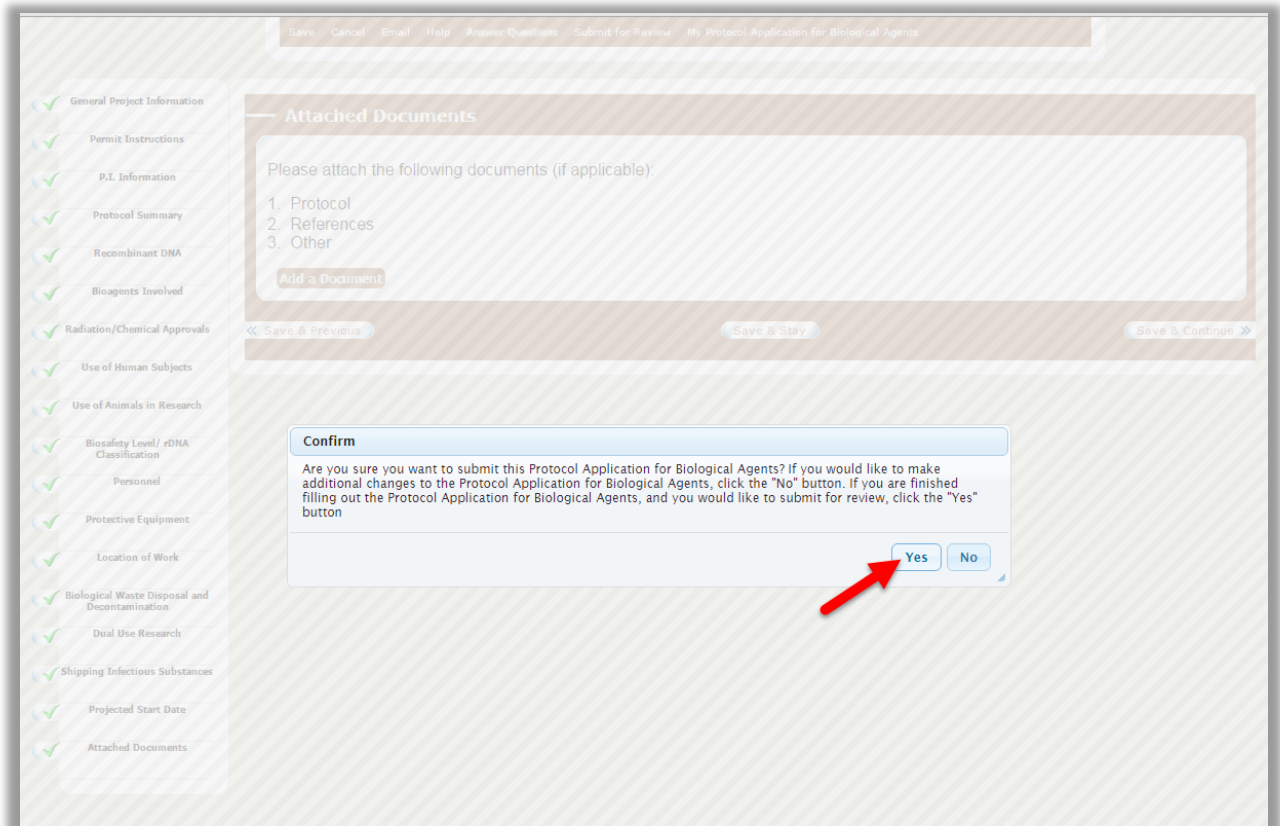 Save Cancel Email Help Answer Questions Submit for Review My Protocol Application for Biological Agents
General Project Information
Permit Instructions
P.I. Information
Protocol Summary
Recombinant DNA
Bioagents Involved
Radiation/Chemical Approvals
Use of Human Subjects
Use of Animals in Research
Biosafety Level/ rDNA
Classification
Personnel
Protective Equipment
Location of Work
Biological Waste Disposal and
Decontamination
Dual Use Research
Shipping Infectious Substances
Projected Start Date
Attached Documents
Attached Documents
Please attach the following documents (if applicable):
1. Protocol
2. References
3. Other
Add a Document
Save & Previous Save & Stay Save & Continue
Confirm
Are you sure you want to submit this Protocol Application for Biological Agents? If you would like to make
additional changes to the Protocol Application for Biological Agents, click the "No" button. If you are finished
filling out the Protocol Application for Biological Agents, and you would like to submit for review, click the "Yes"
button
Yes No